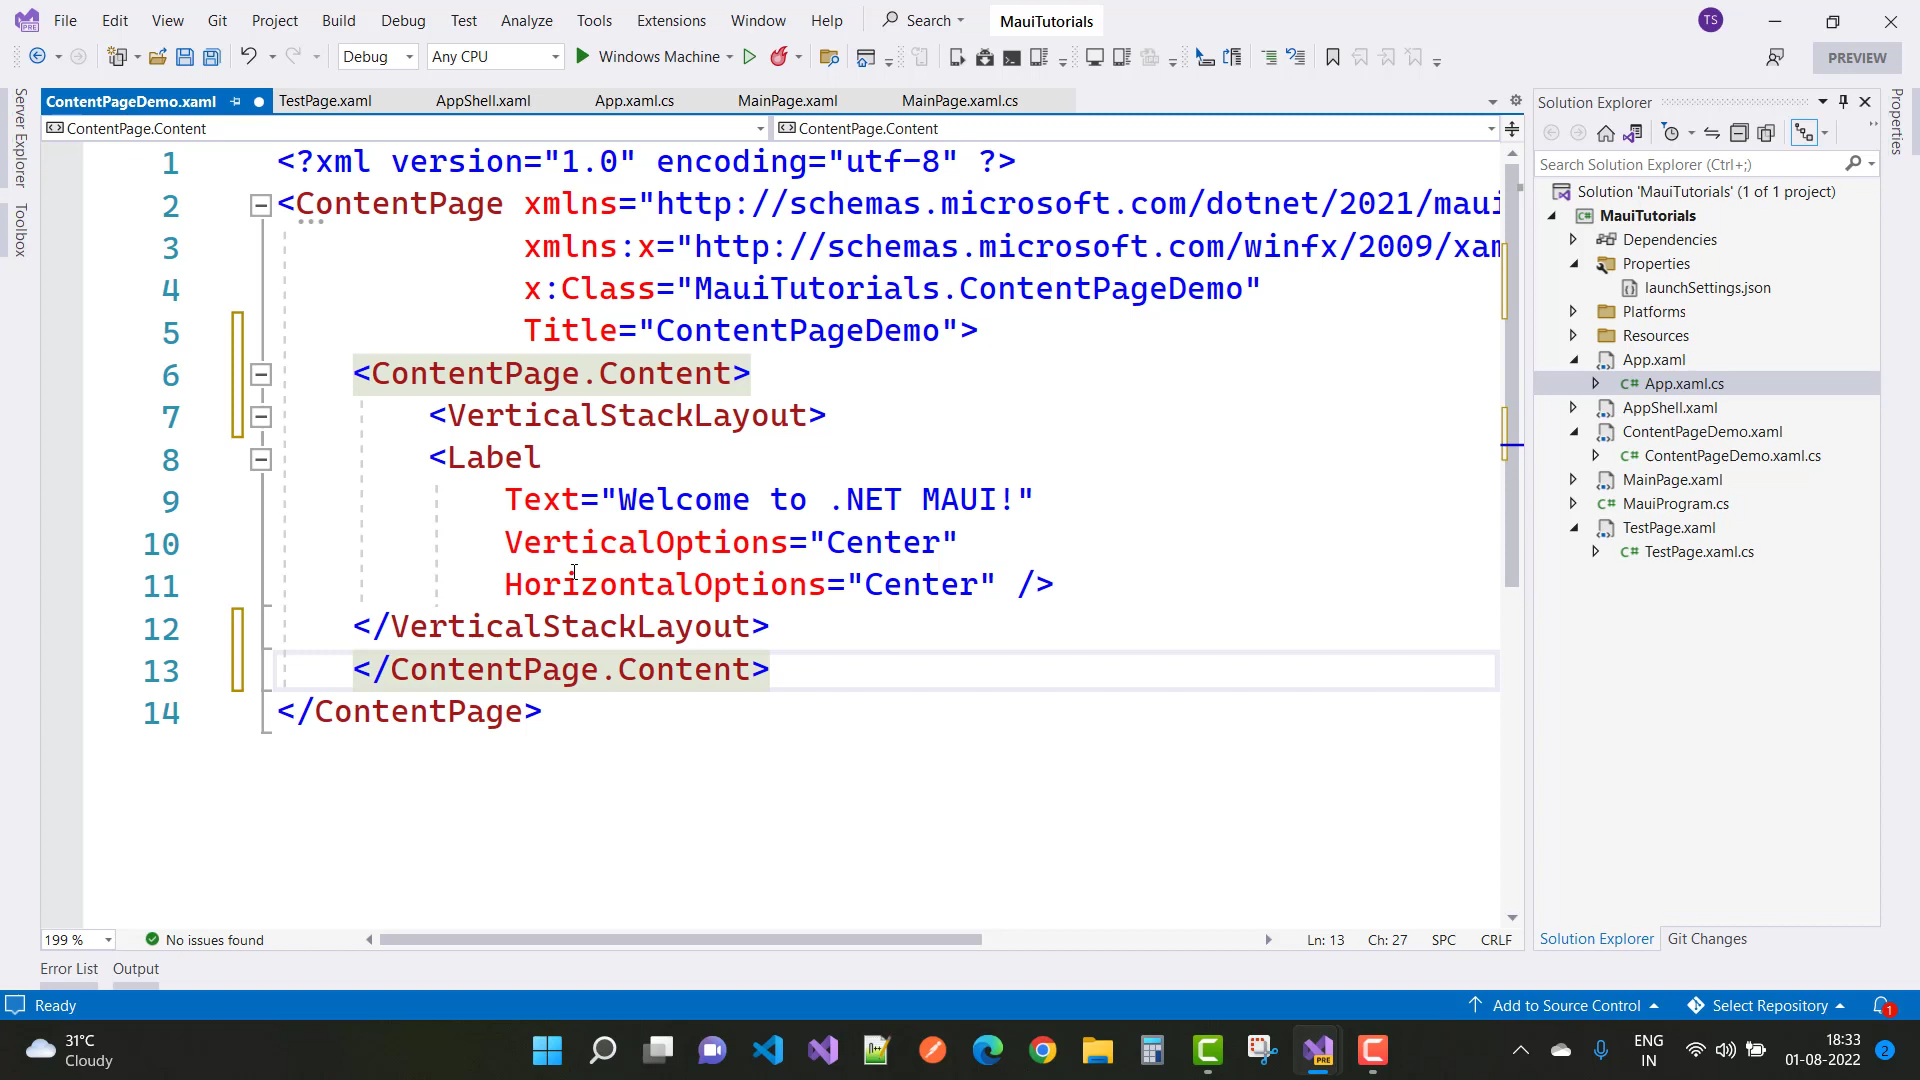 File Edit View Git Project Build Debug Test Analyze Tools Extensions Window Help Search MauiTutorials TS
Debug Any CPU Windows Machine PREVIEW
ContentPageDemo.xaml TestPage.xaml AppShell.xaml App.xaml.cs MainPage.xaml MainPage.xaml.cs
ContentPage.Content ContentPage.Content
Server Explorer
Toolbox
1 <?xml version="1.0" encoding="utf-8" ?>
2 <ContentPage xmlns="http://schemas.microsoft.com/dotnet/2021/maui
3 xmlns:x="http://schemas.microsoft.com/winfx/2009/xam
4 x:Class="MauiTutorials.ContentPageDemo"
5 Title="ContentPageDemo">
6 <ContentPage.Content>
7 <VerticalStackLayout>
8 <Label
9 Text="Welcome to .NET MAUI!"
10 VerticalOptions="Center"
11 HorizontalOptions="Center" />
12 </VerticalStackLayout>
13 </ContentPage.Content>
14 </ContentPage>
199 % No issues found Ln: 13 Ch: 27 SPC CRLF
Solution Explorer
Search Solution Explorer (Ctrl+;)
Solution 'MauiTutorials' (1 of 1 project)
C# MauiTutorials
Dependencies
Properties
launchSettings.json
Platforms
Resources
App.xaml
C# App.xaml.cs
AppShell.xaml
ContentPageDemo.xaml
C# ContentPageDemo.xaml.cs
MainPage.xaml
C# MauiProgram.cs
TestPage.xaml
C# TestPage.xaml.cs
Solution Explorer Git Changes
Properties
Error List Output
Ready Add to Source Control Select Repository 1
31°C
Cloudy
PRE
ENG
IN
18:33
01-08-2022
2